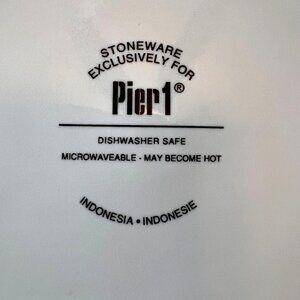 STONEWARE
EXCLUSIVELY FOR
Pier1®
DISHWASHER SAFE
MICROWAVEABLE - MAY BECOME HOT
INDONESIA • INDONESIE